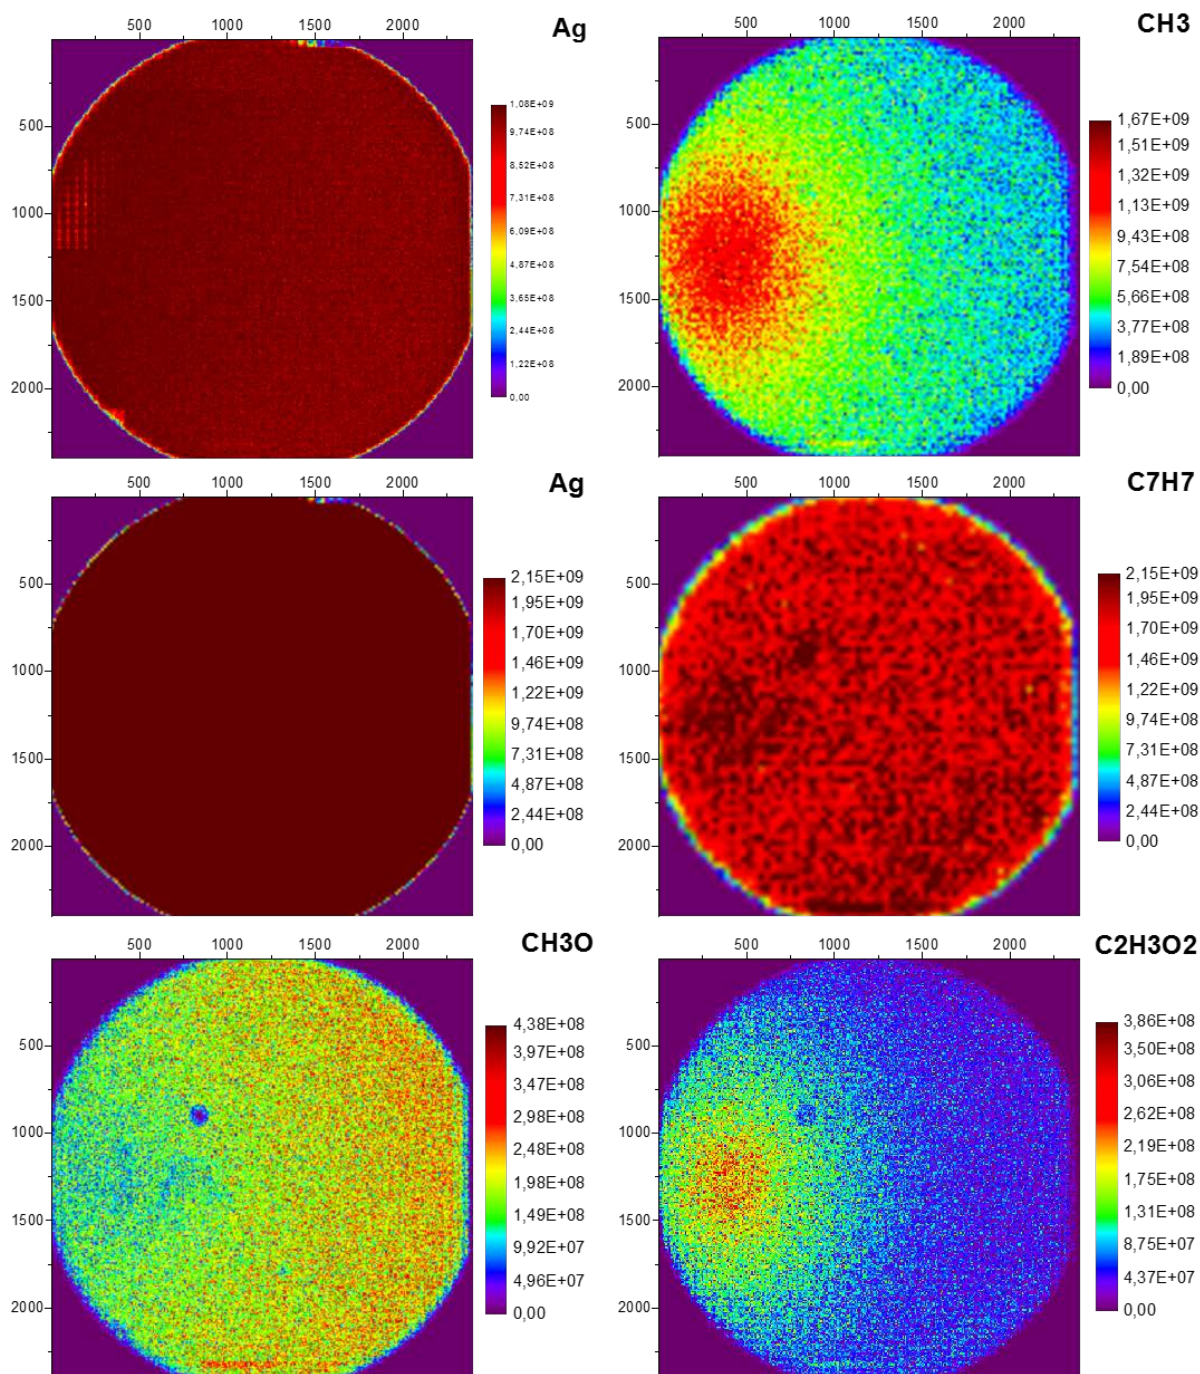 500 1000 1500 2000
Ag
500
1000
1500
2000
1,08E+09
9,74E+08
8,52E+08
7,31E+08
6,09E+08
4,87E+08
3,65E+08
2,44E+08
1,22E+08
0,00
500 1000 1500 2000
CH3
500
1000
1500
2000
1,67E+09
1,51E+09
1,32E+09
1,13E+09
9,43E+08
7,54E+08
5,66E+08
3,77E+08
1,89E+08
0,00
500 1000 1500 2000
Ag
500
1000
1500
2000
2,15E+09
1,95E+09
1,70E+09
1,46E+09
1,22E+09
9,74E+08
7,31E+08
4,87E+08
2,44E+08
0,00
500 1000 1500 2000
C7H7
500
1000
1500
2000
2,15E+09
1,95E+09
1,70E+09
1,46E+09
1,22E+09
9,74E+08
7,31E+08
4,87E+08
2,44E+08
0,00
500 1000 1500 2000
CH3O
500
1000
1500
2000
4,38E+08
3,97E+08
3,47E+08
2,98E+08
2,48E+08
1,98E+08
1,49E+08
9,92E+07
4,96E+07
0,00
500 1000 1500 2000
C2H3O2
500
1000
1500
2000
3,86E+08
3,50E+08
3,06E+08
2,62E+08
2,19E+08
1,75E+08
1,31E+08
8,75E+07
4,37E+07
0,00